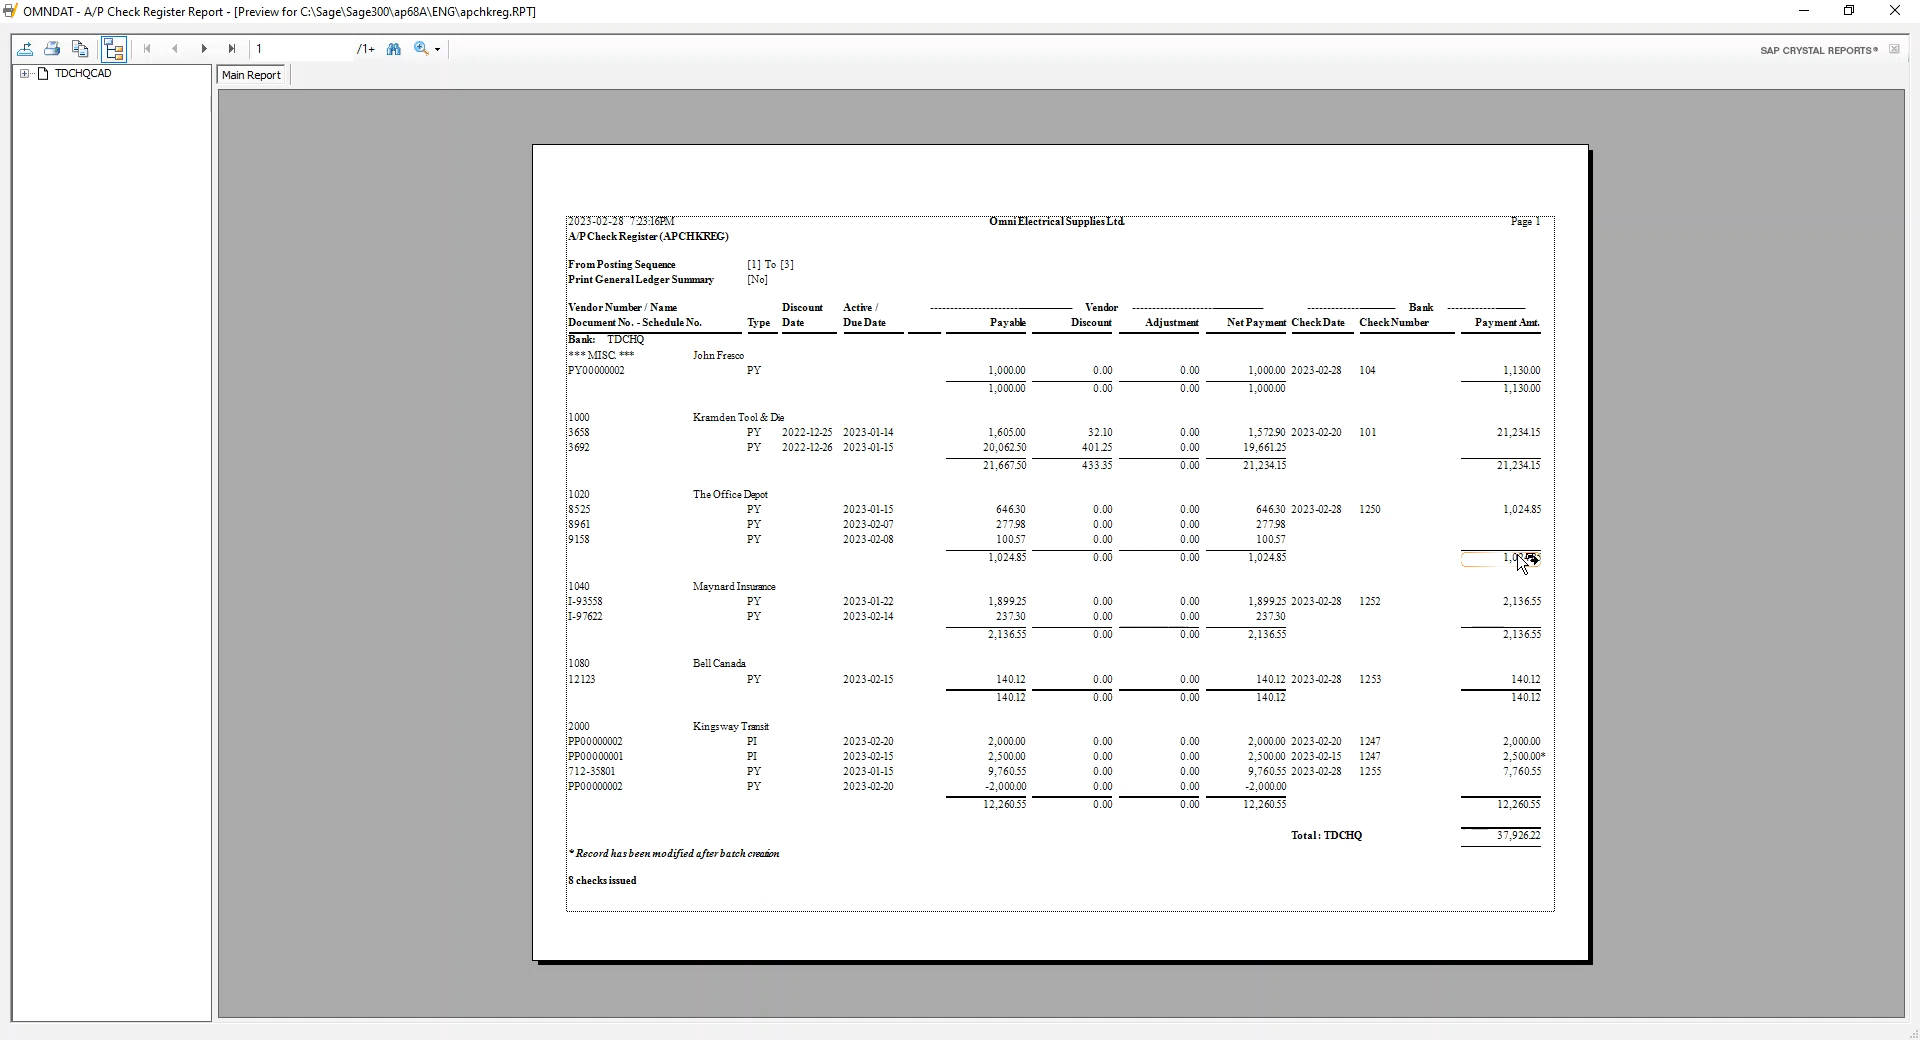 OMNDAT - A/P Check Register Report - [Preview for C:\Sage\Sage300\ap68A\ENG\apchkreg.RPT]
1 /1+ SAP CRYSTAL REPORTS®
TDCHQCAD
Main Report
2023-02-28 7:23:16PM Omni Electrical Supplies Ltd. Page 1
A/P Check Register (APCHKREG)
From Posting Sequence [1] To [3]
Print General Ledger Summary [No]
Vendor Number / Name Discount Active / Vendor Bank
Document No. - Schedule No. Type Date Due Date Payable Discount Adjustment Net Payment Check Date Check Number Payment Amt.
Bank: TDCHQ
*** MISC. *** John Fresco
PY00000002 PY 1,000.00 0.00 0.00 1,000.00 2023-02-28 104 1,130.00
1,000.00 0.00 0.00 1,000.00 1,130.00
1000 Kramden Tool & Die
3658 PY 2022-12-25 2023-01-14 1,605.00 32.10 0.00 1,572.90 2023-02-20 101 21,234.15
3692 PY 2022-12-26 2023-01-15 20,062.50 401.25 0.00 19,661.25
21,667.50 433.35 0.00 21,234.15 21,234.15
1020 The Office Depot
8525 PY 2023-01-15 646.30 0.00 0.00 646.30 2023-02-28 1250 1,024.85
8961 PY 2023-02-07 277.98 0.00 0.00 277.98
9158 PY 2023-02-08 100.57 0.00 0.00 100.57
1,024.85 0.00 0.00 1,024.85
1040 Maynard Insurance
I-93558 PY 2023-01-22 1,899.25 0.00 0.00 1,899.25 2023-02-28 1252 2,136.55
I-97622 PY 2023-02-14 237.30 0.00 0.00 237.30
2,136.55 0.00 0.00 2,136.55 2,136.55
1080 Bell Canada
12123 PY 2023-02-15 140.12 0.00 0.00 140.12 2023-02-28 1253 140.12
140.12 0.00 0.00 140.12 140.12
2000 Kingsway Transit
PP00000002 PI 2023-02-20 2,000.00 0.00 0.00 2,000.00 2023-02-20 1247 2,000.00
PP00000001 PI 2023-02-15 2,500.00 0.00 0.00 2,500.00 2023-02-15 1247 2,500.00*
712-35801 PY 2023-01-15 9,760.55 0.00 0.00 9,760.55 2023-02-28 1255 7,760.55
PP00000002 PY 2023-02-20 -2,000.00 0.00 0.00 -2,000.00
12,260.55 0.00 0.00 12,260.55 12,260.55
Total : TDCHQ 37,926.22
* Record has been modified after batch creation
8 checks issued